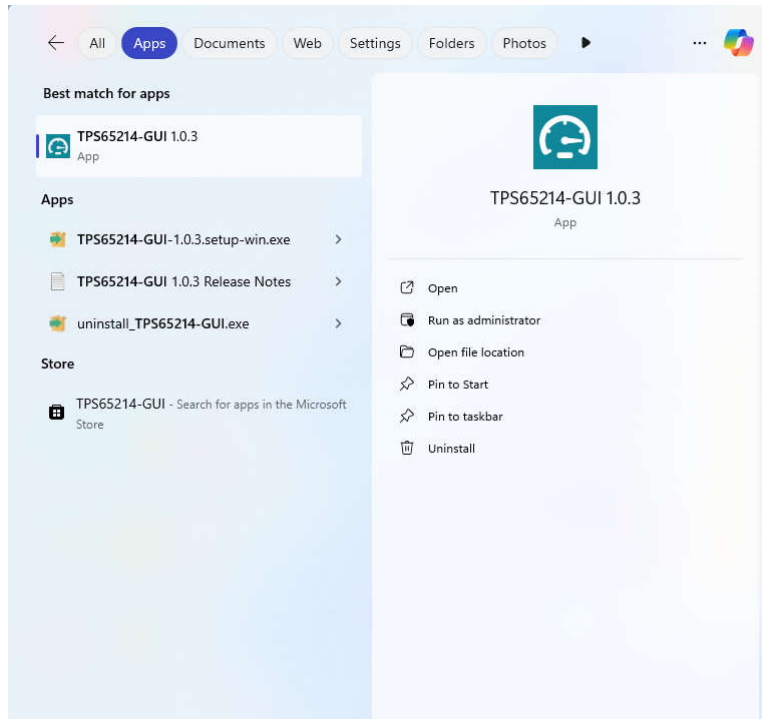 All
Apps
Documents
Web
Settings
Folders
Photos
Best match for apps
TPS65214-GUI 1.0.3
App
Apps
TPS65214-GUI-1.0.3.setup-win.exe
TPS65214-GUI 1.0.3 Release Notes
uninstall_TPS65214-GUI.exe
Store
TPS65214-GUI - Search for apps in the Microsoft
Store
TPS65214-GUI 1.0.3
App
Open
Run as administrator
Open file location
Pin to Start
Pin to taskbar
Uninstall